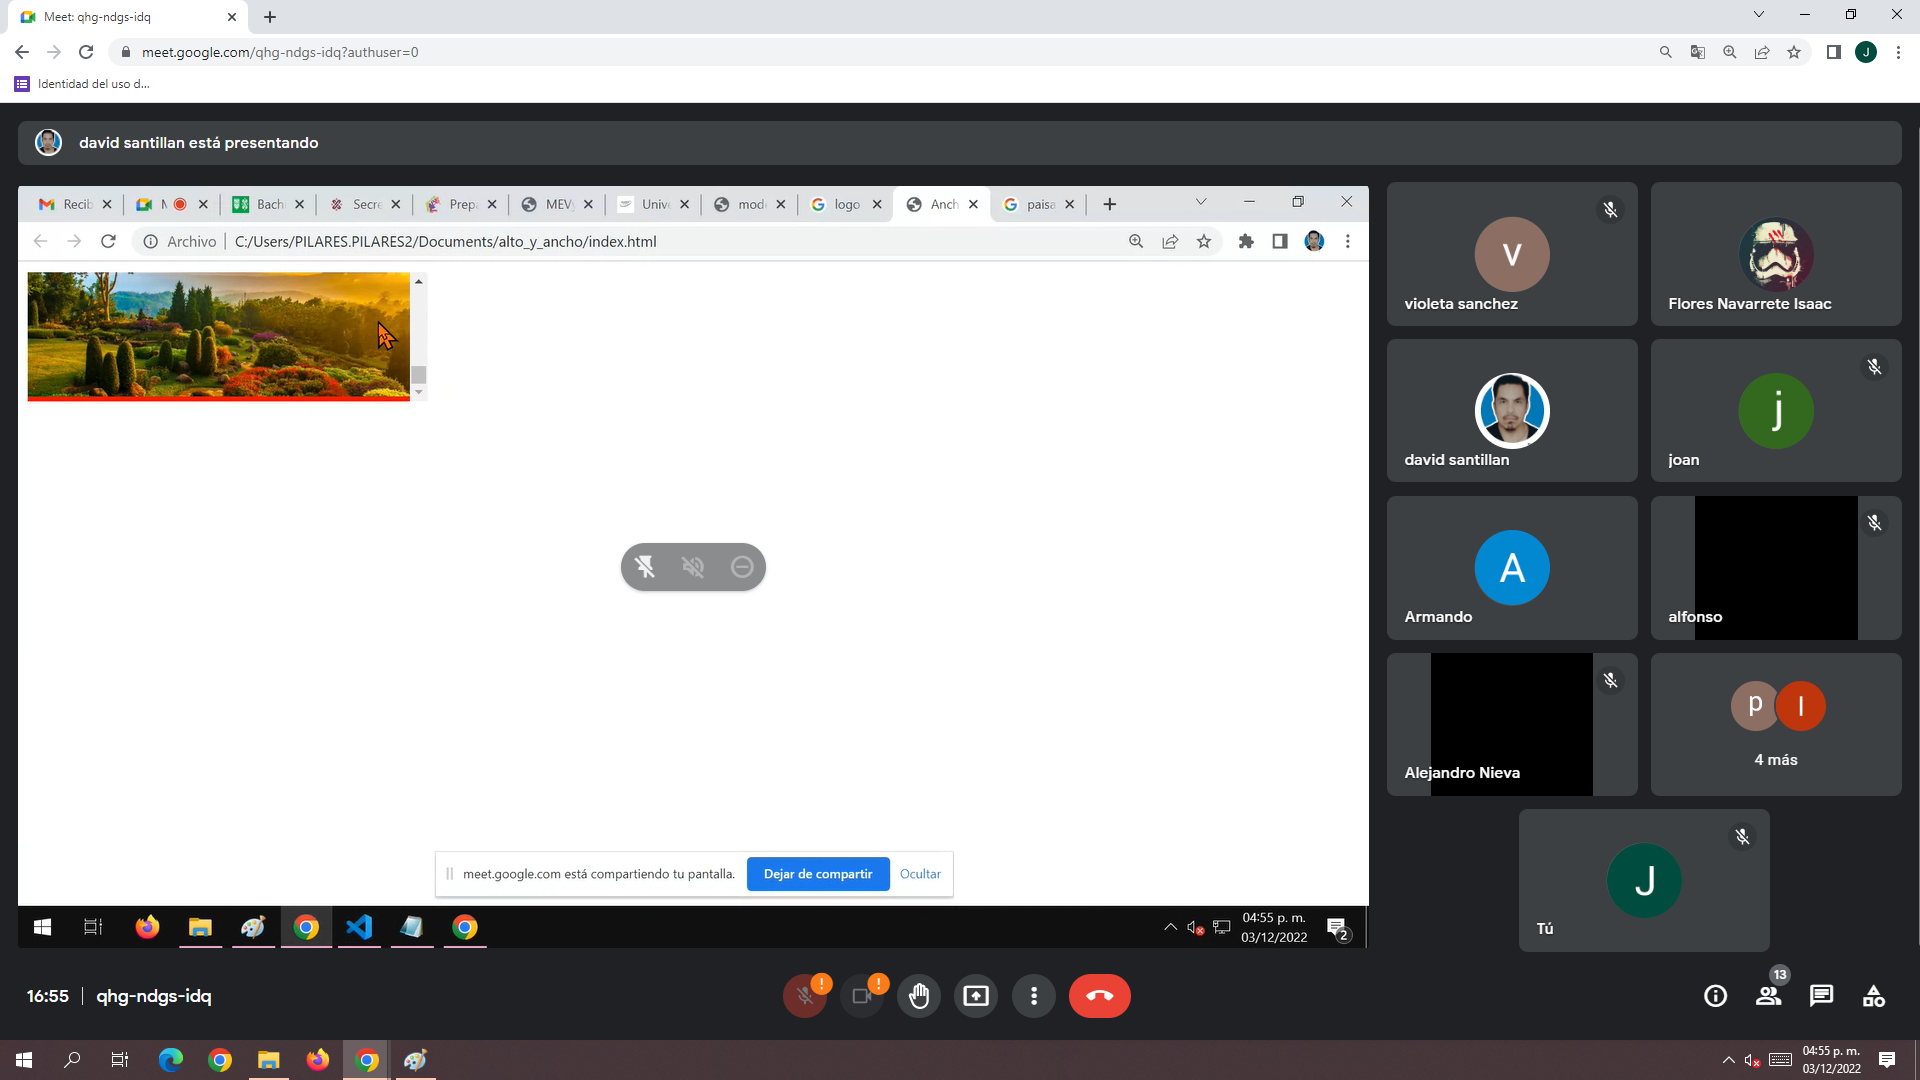 Meet: qhg-ndgs-idq
meet.google.com/qhg-ndgs-idq?authuser=0
J
Identidad del uso d...
david santillan está presentando
Recib
M
Bach
Secre
Prepa
MEV
Unive
mode
logo
Anch
paisa
Archivo
C:/Users/PILARES.PILARES2/Documents/alto_y_ancho/index.html
v
violeta sanchez
Flores Navarrete Isaac
david santillan
j
joan
A
Armando
alfonso
Alejandro Nieva
p
I
4 más
J
Tú
meet.google.com está compartiendo tu pantalla.
Dejar de compartir
Ocultar
04:55 p. m.
03/12/2022
2
16:55
qhg-ndgs-idq
!
!
13
04:55 p. m.
03/12/2022